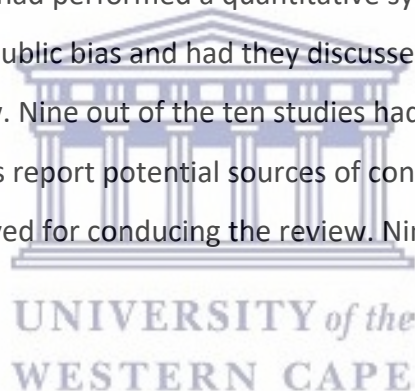 had performed a quantitative sy
ublic bias and had they discusse
. Nine out of the ten studies had
s report potential sources of con
ed for conducing the review. Nin
UNIVERSITY of the
WESTERN CAPE